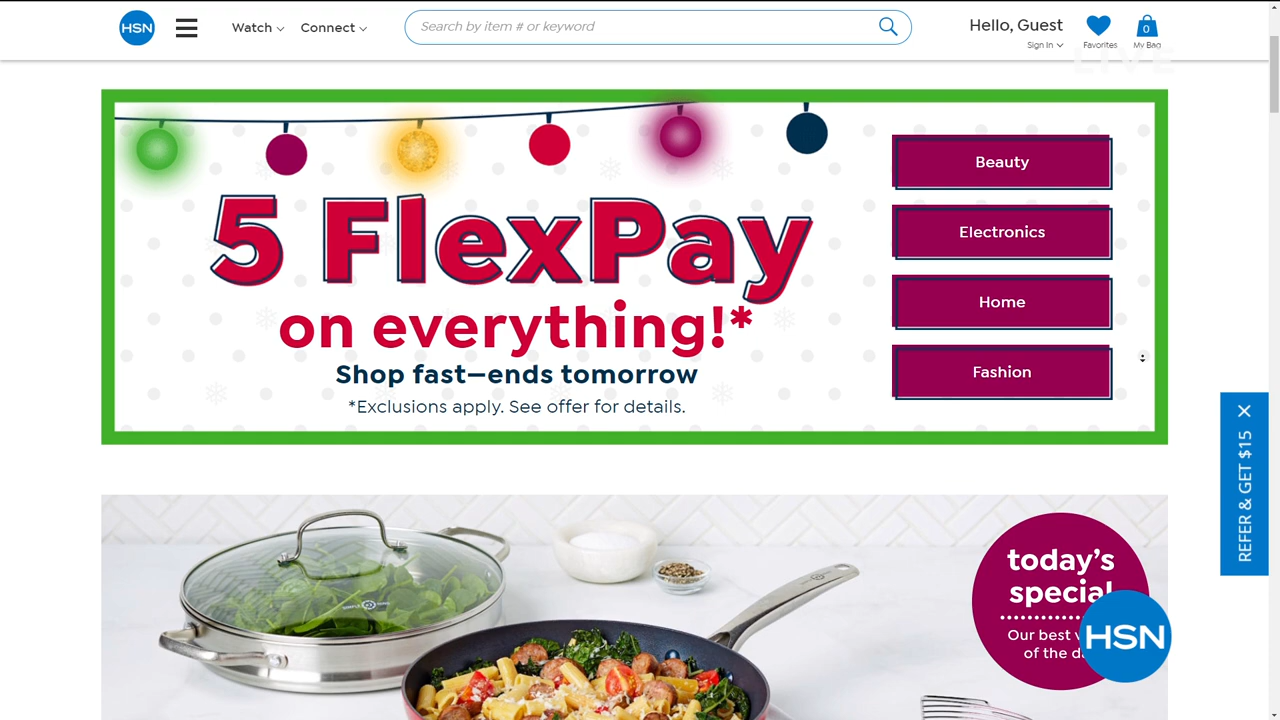 HSN
Watch
Connect
Search by item # or keyword
Hello, Guest
Sign In
Favorites
0
My Bag
LIVE
5 FlexPay
on everything!*
Shop fast—ends tomorrow
*Exclusions apply. See offer for details.
Beauty
Electronics
Home
Fashion
REFER & GET $15
today's
special
Our best
of the
HSN